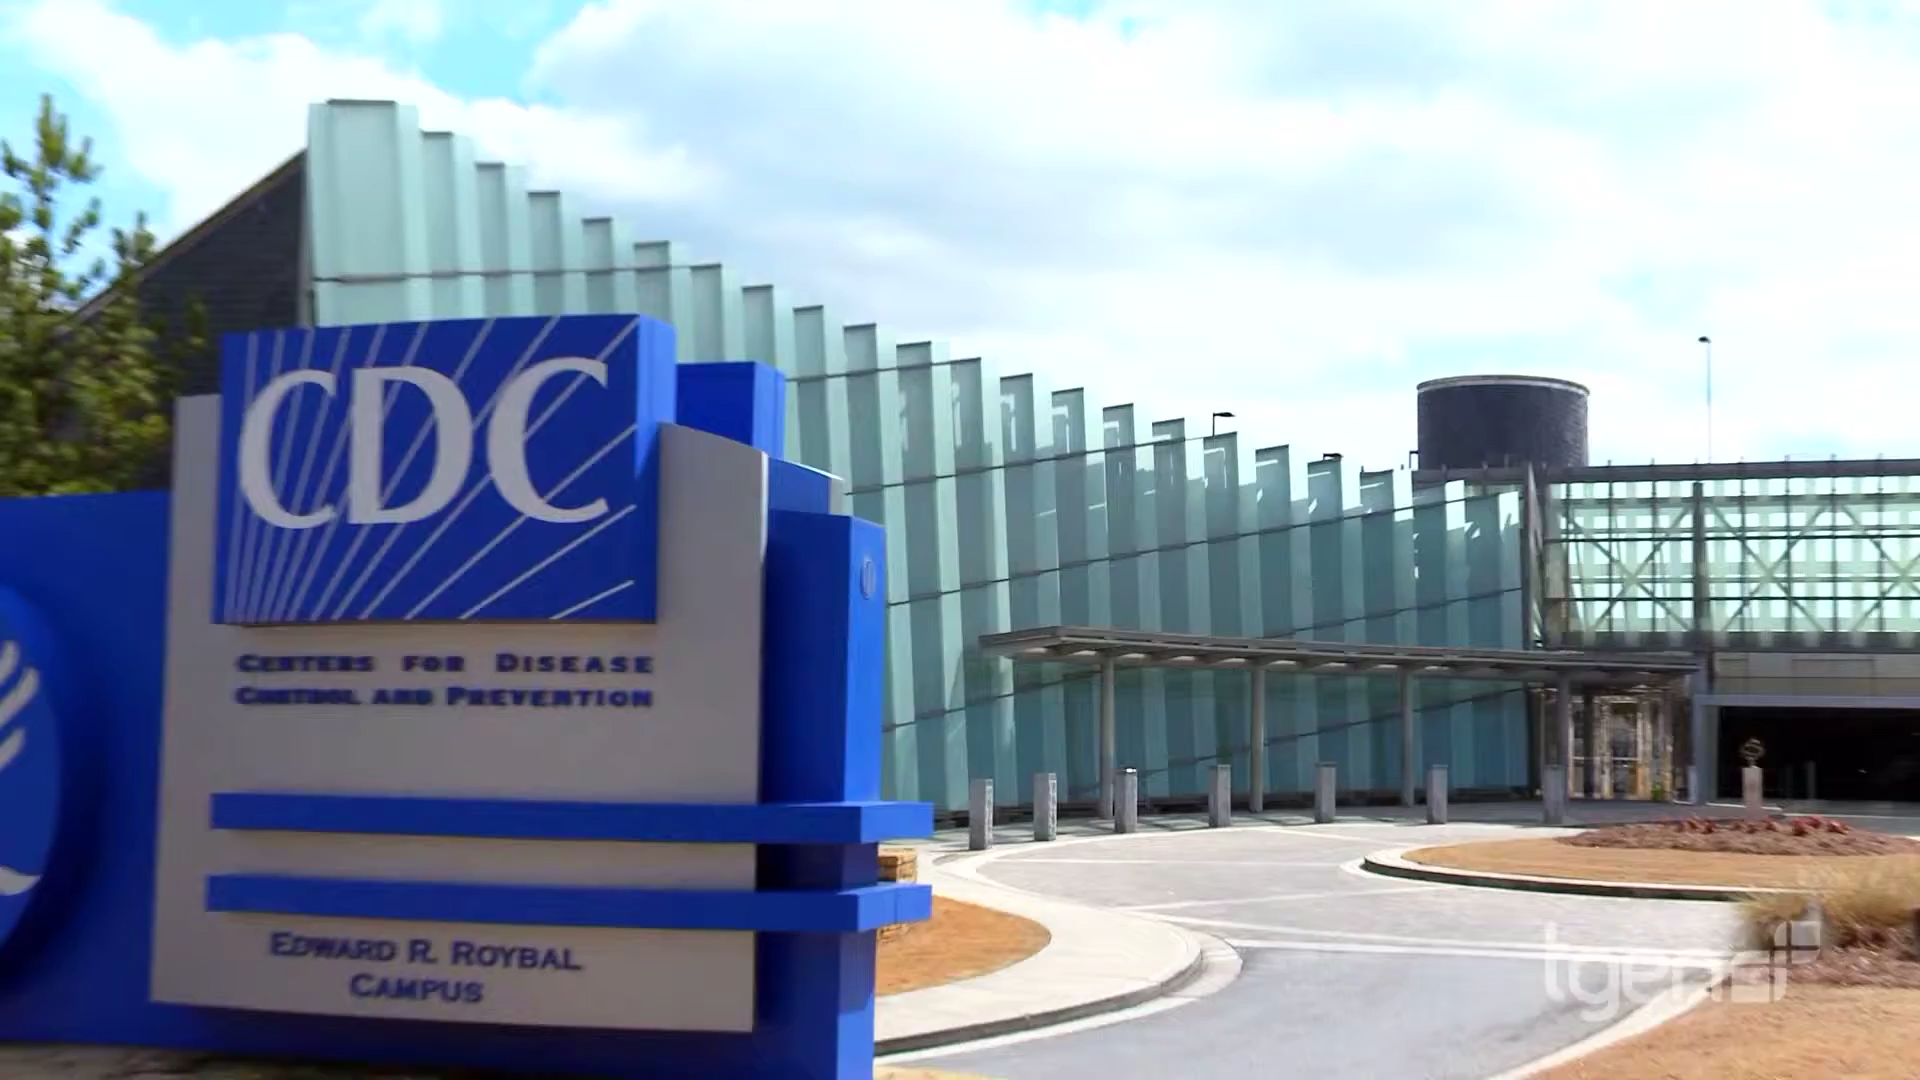 CDC
CENTERS FOR DISEASE
CONTROL AND PREVENTION
EDWARD R. ROYBAL
CAMPUS
tgen